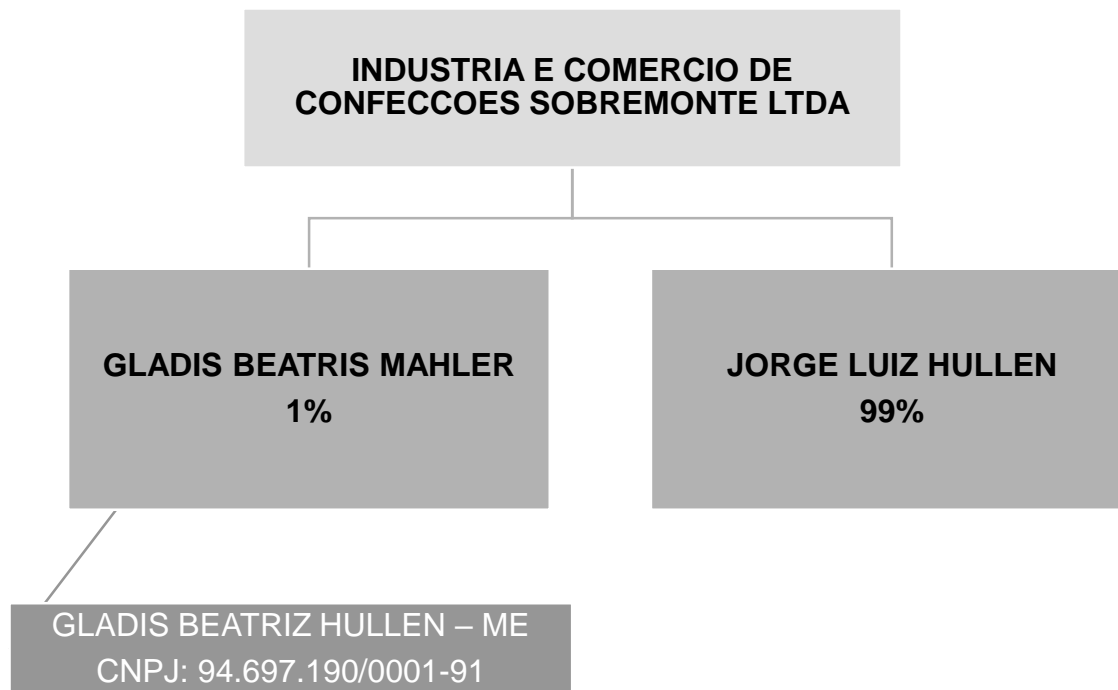 INDUSTRIA E COMERCIO DE
CONFECCOES SOBREMONTE LTDA
GLADIS BEATRIS MAHLER
1%
JORGE LUIZ HULLEN
99%
GLADIS BEATRIZ HULLEN – ME
CNPJ: 94.697.190/0001-91